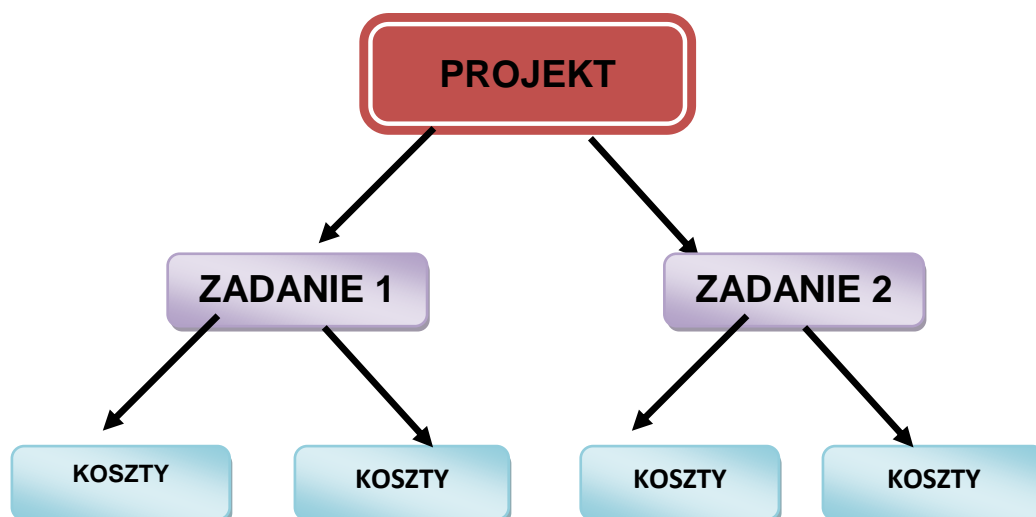 PROJEKT
ZADANIE 1
ZADANIE 2
KOSZTY
KOSZTY
KOSZTY
KOSZTY